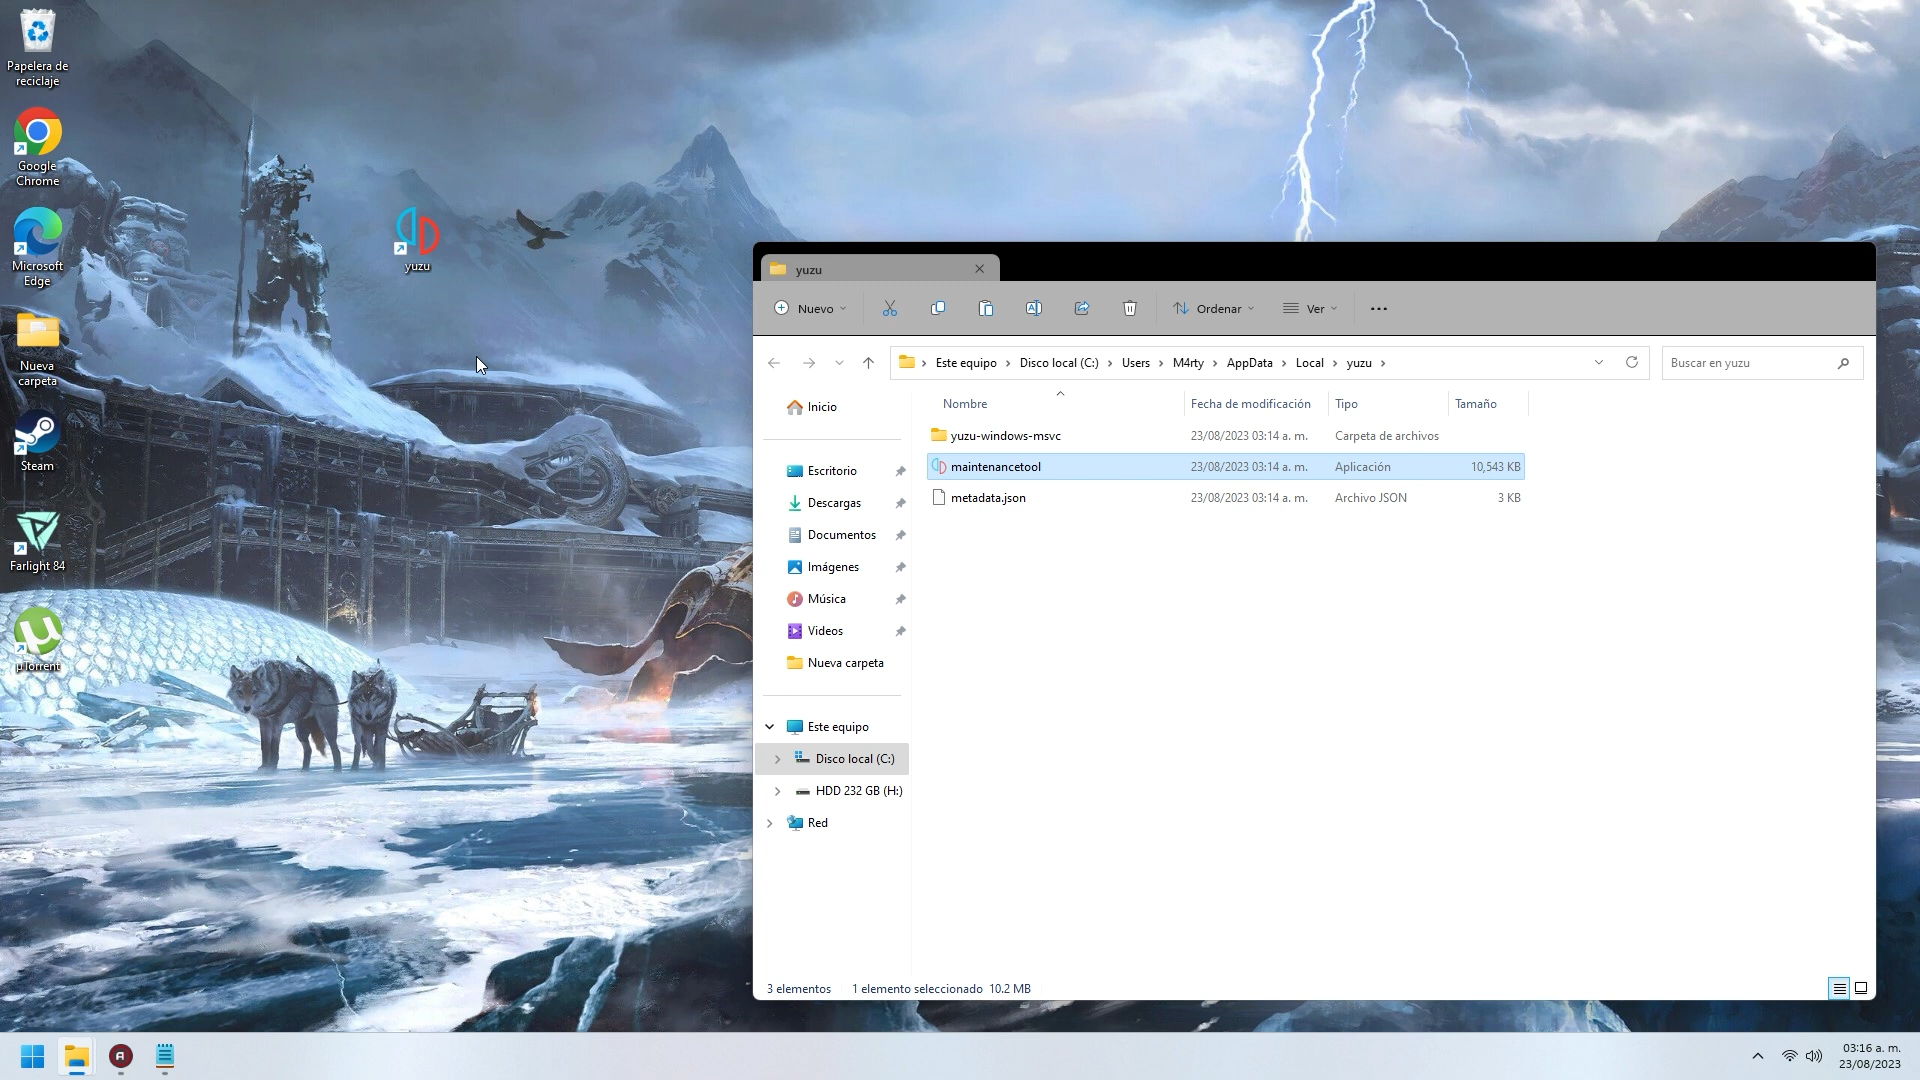 Papelera de
reciclaje
Google
Chrome
Microsoft
Edge
Nueva
carpeta
Steam
Farlight 84
µTorrent
yuzu
yuzu
Nuevo
Ordenar
Ver
Este equipo
Disco local (C:)
Users
M4rty
AppData
Local
yuzu
Buscar en yuzu
Inicio
Escritorio
Descargas
Documentos
Imágenes
Música
Videos
Nueva carpeta
Este equipo
Disco local (C:)
HDD 232 GB (H:)
Red
Nombre Fecha de modificación Tipo Tamaño
yuzu-windows-msvc 23/08/2023 03:14 a. m. Carpeta de archivos
maintenancetool 23/08/2023 03:14 a. m. Aplicación 10,543 KB
metadata.json 23/08/2023 03:14 a. m. Archivo JSON 3 KB
3 elementos 1 elemento seleccionado 10.2 MB
03:16 a. m.
23/08/2023